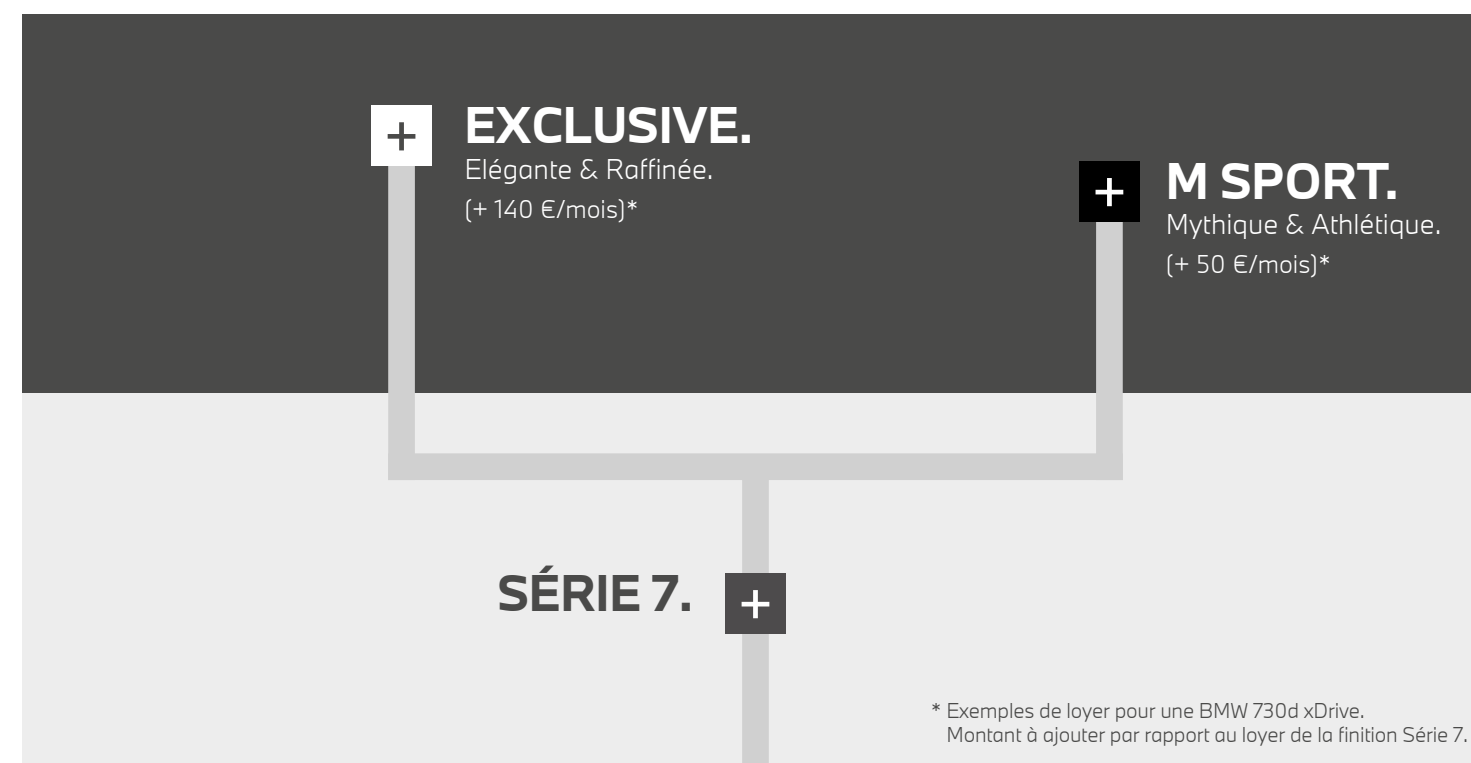 + EXCLUSIVE.
Elégante & Raffinée.
(+ 140 €/mois)*
+ M SPORT.
Mythique & Athlétique.
(+ 50 €/mois)*
SÉRIE 7. +
* Exemples de loyer pour une BMW 730d xDrive.
Montant à ajouter par rapport au loyer de la finition Série 7.